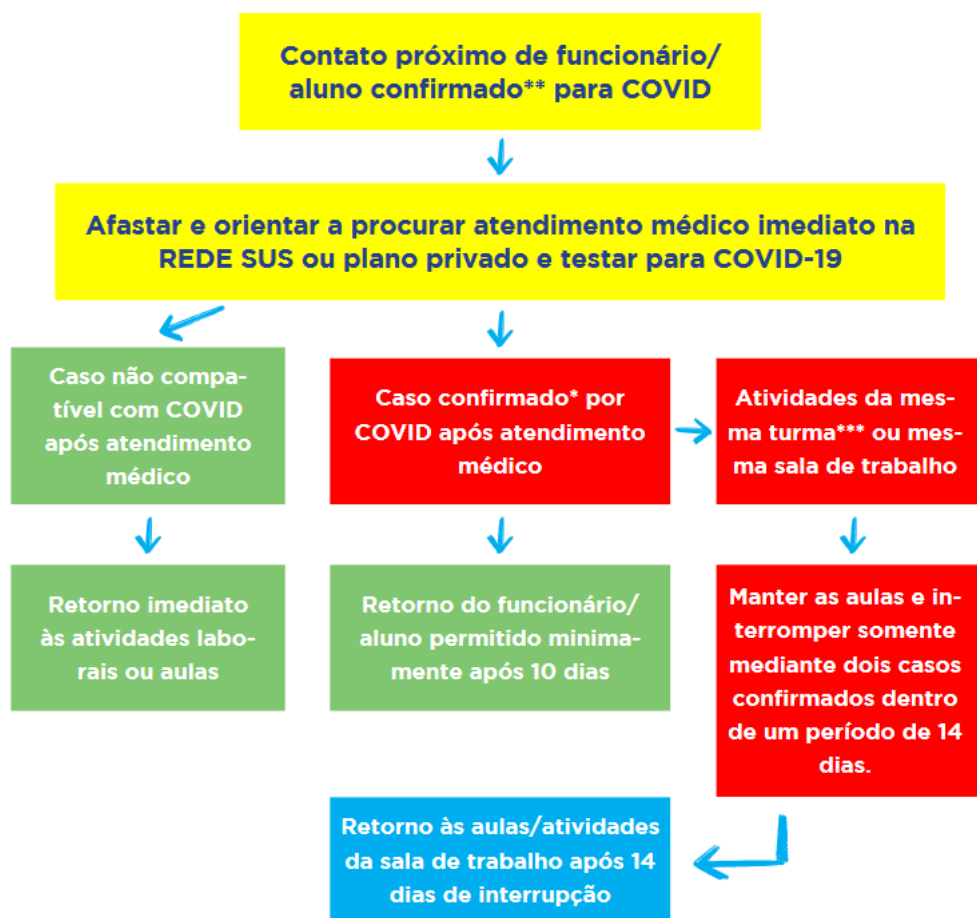 Contato próximo de funcionário/
aluno confirmado** para COVID
Afastar e orientar a procurar atendimento médico imediato na
REDE SUS ou plano privado e testar para COVID-19
Caso não compa-
tível com COVID
após atendimento
médico
Caso confirmado* por
COVID após atendimento
médico
Atividades da mes-
ma turma*** ou mes-
ma sala de trabalho
Retorno imediato
às atividades labo-
rais ou aulas
Retorno do funcionário/
aluno permitido minima-
mente após 10 dias
Manter as aulas e in-
terromper somente
mediante dois casos
confirmados dentro
de um período de 14
dias.
Retorno às aulas/atividades
da sala de trabalho após 14
dias de interrupção